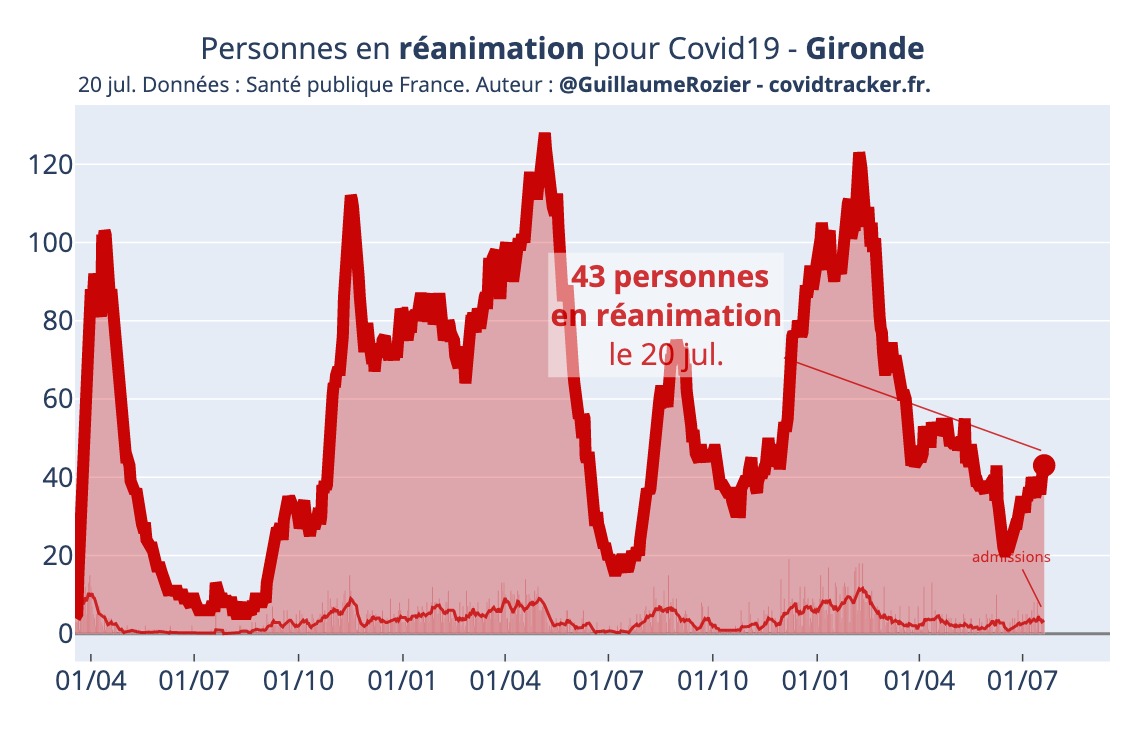 Personnes en réanimation pour Covid19 - Gironde
20 jul. Données : Santé publique France. Auteur : @GuillaumeRozier - covidtracker.fr.
120
100
80
60
40
20
0
43 personnes
en réanimation
le 20 jul.
admissions
01/04 01/07 01/10 01/01 01/04 01/07 01/10 01/01 01/04 01/07